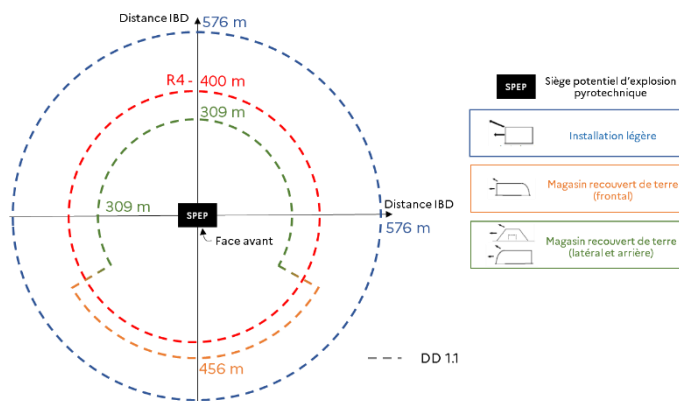 Distance IBD
576 m
R4 - 400 m
309 m
309 m
SPEP
Distance IBD
576 m
Face avant
456 m
DD 1.1
SPEP
Siège potentiel d'explosion
pyrotechnique
Installation légère
Magasin recouvert de terre
(frontal)
Magasin recouvert de terre
(latéral et arrière)